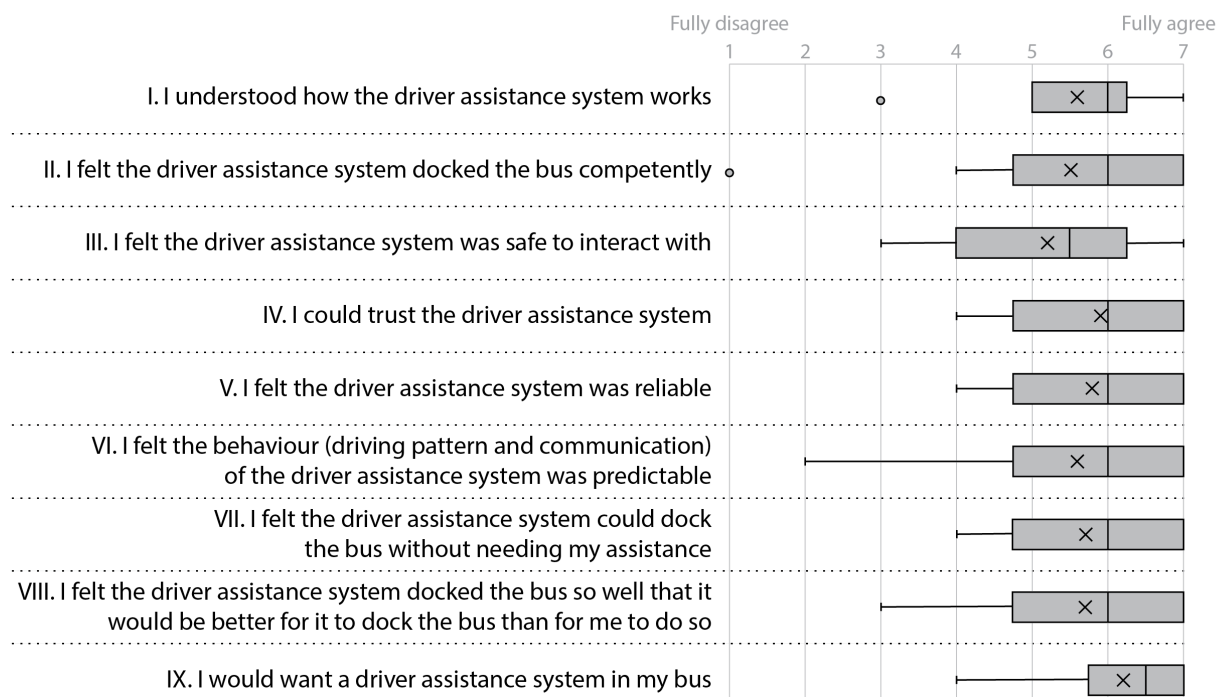 Fully disagree Fully agree
1 2 3 4 5 6 7
I. I understood how the driver assistance system works
II. I felt the driver assistance system docked the bus competently
III. I felt the driver assistance system was safe to interact with
IV. I could trust the driver assistance system
V. I felt the driver assistance system was reliable
VI. I felt the behaviour (driving pattern and communication)
of the driver assistance system was predictable
VII. I felt the driver assistance system could dock
the bus without needing my assistance
VIII. I felt the driver assistance system docked the bus so well that it
would be better for it to dock the bus than for me to do so
IX. I would want a driver assistance system in my bus